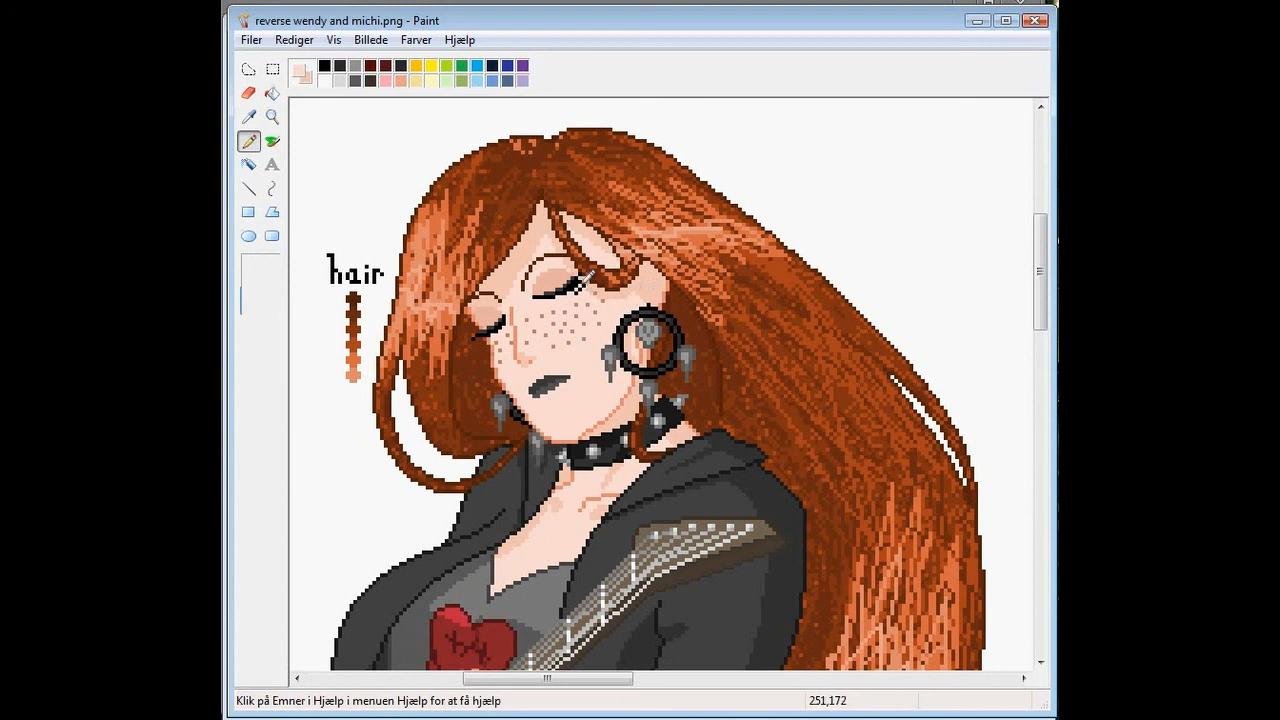 reverse wendy and michi.png - Paint
Filer Rediger Vis Billede Farver Hjælp
hair
Klik på Emner i Hjælp i menuen Hjælp for at få hjælp
251,172